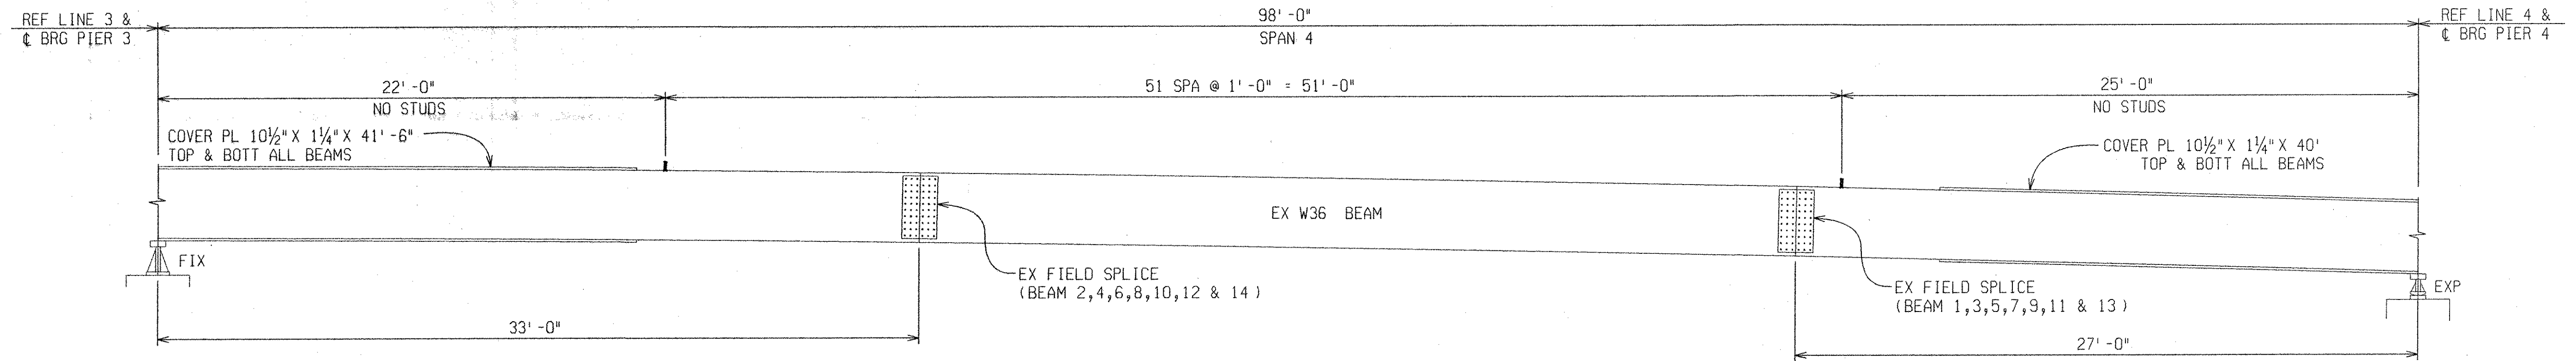 REF LINE 3 &
℄ BRG PIER 3
98'-0"
SPAN 4
REF LINE 4 &
℄ BRG PIER 4
22'-0"
NO STUDS
51 SPA @ 1'-0" = 51'-0"
25'-0"
NO STUDS
COVER PL 10½" X 1¼" X 41'-6"
TOP & BOTT ALL BEAMS
COVER PL 10½" X 1¼" X 40'
TOP & BOTT ALL BEAMS
EX W36 BEAM
FIX
EX FIELD SPLICE
(BEAM 2,4,6,8,10,12 & 14)
EX FIELD SPLICE
(BEAM 1,3,5,7,9,11 & 13)
EXP
33'-0"
27'-0"